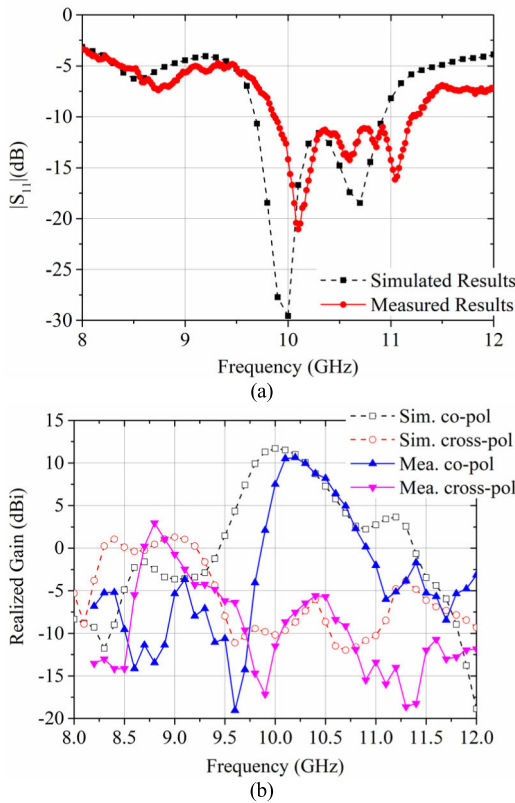 (a)
0
-5
-10
-15
-20
-25
-30
|S11|(dB)
Simulated Results
Measured Results
8 9 10 11 12
Frequency (GHz)
(a)
15
10
5
0
-5
-10
-15
-20
Realized Gain (dBi)
Sim. co-pol
Sim. cross-pol
Mea. co-pol
Mea. cross-pol
8.0 8.5 9.0 9.5 10.0 10.5 11.0 11.5 12.0
Frequency (GHz)
(b)